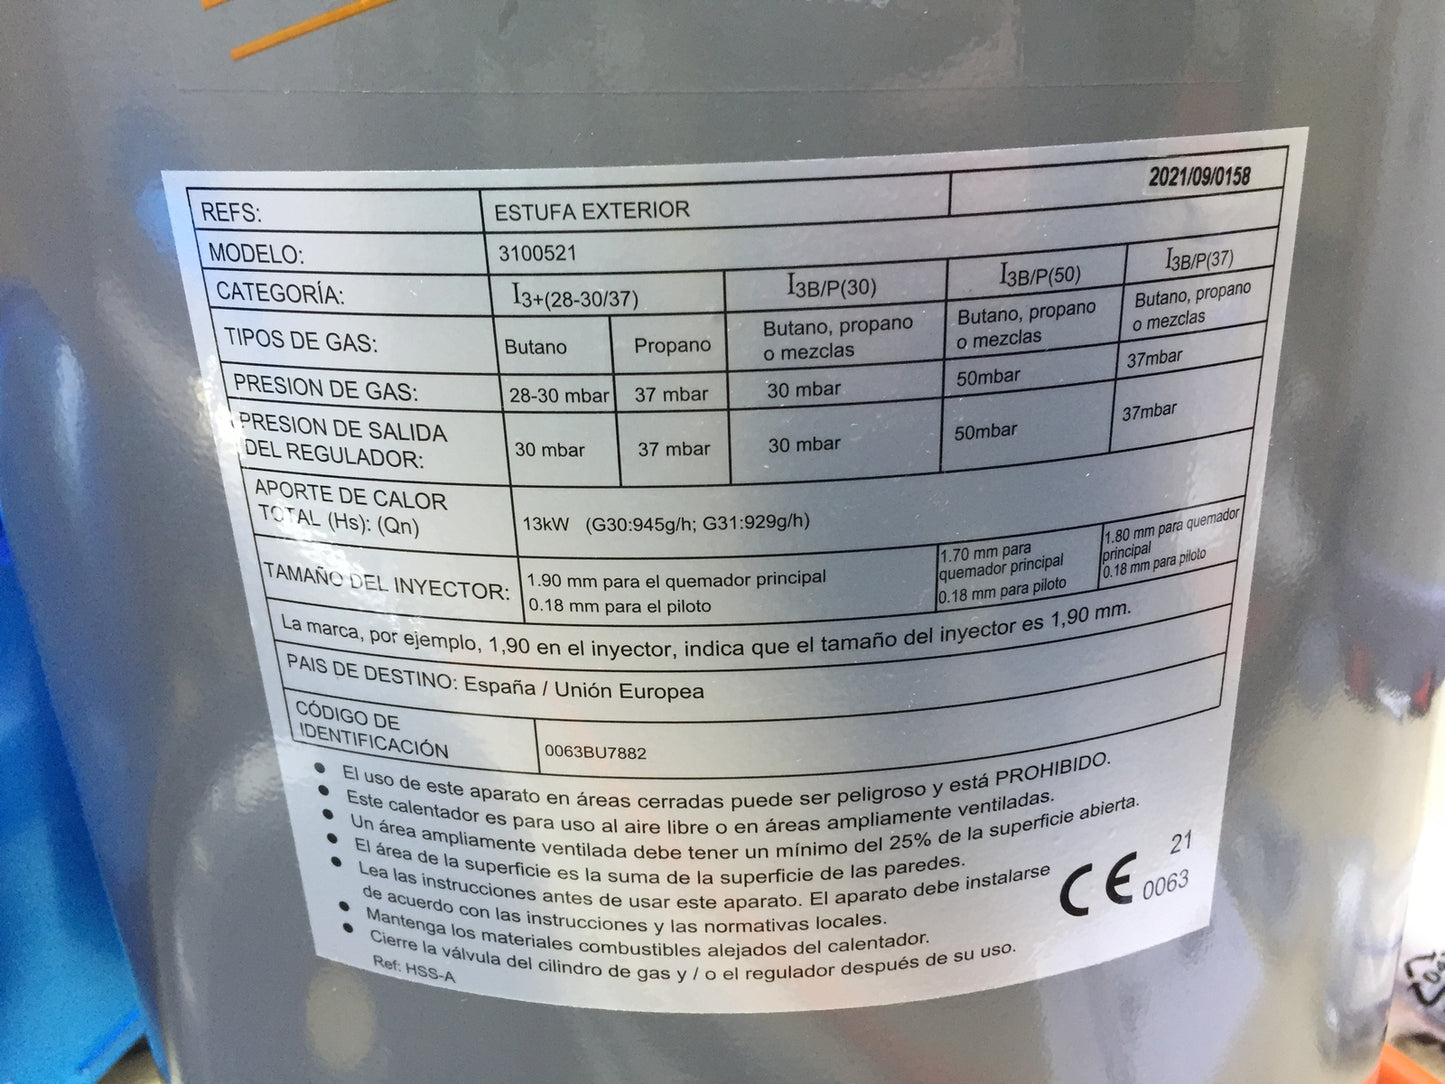 2021/09/0158
REFS: ESTUFA EXTERIOR
MODELO: 3100521
CATEGORÍA: I3+(28-30/37) I3B/P(30) I3B/P(50) I3B/P(37)
TIPOS DE GAS: Butano Propano Butano, propano o mezclas Butano, propano o mezclas Butano, propano o mezclas
PRESION DE GAS: 28-30 mbar 37 mbar 30 mbar 50mbar 37mbar
PRESION DE SALIDA
DEL REGULADOR: 30 mbar 37 mbar 30 mbar 50mbar 37mbar
APORTE DE CALOR
TOTAL (Hs): (Qn) 13kW (G30:945g/h; G31:929g/h)
TAMAÑO DEL INYECTOR:
1.90 mm para el quemador principal
0.18 mm para el piloto
1.70 mm para
quemador principal
0.18 mm para piloto
1.80 mm para quemador
principal
0.18 mm para piloto
La marca, por ejemplo, 1,90 en el inyector, indica que el tamaño del inyector es 1,90 mm.
PAIS DE DESTINO: España / Unión Europea
CÓDIGO DE
IDENTIFICACIÓN 0063BU7882
● El uso de este aparato en áreas cerradas puede ser peligroso y está PROHIBIDO.
● Este calentador es para uso al aire libre o en áreas ampliamente ventiladas.
● Un área ampliamente ventilada debe tener un mínimo del 25% de la superficie abierta.
● El área de la superficie es la suma de la superficie de las paredes.
● Lea las instrucciones antes de usar este aparato. El aparato debe instalarse
de acuerdo con las instrucciones y las normativas locales.
● Mantenga los materiales combustibles alejados del calentador.
● Cierre la válvula del cilindro de gas y / o el regulador después de su uso.
Ref: HSS-A
CE 21
0063